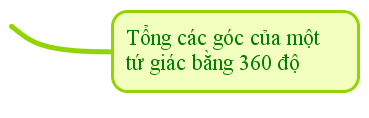 Tổng các góc của một
tứ giác bằng 360 độ